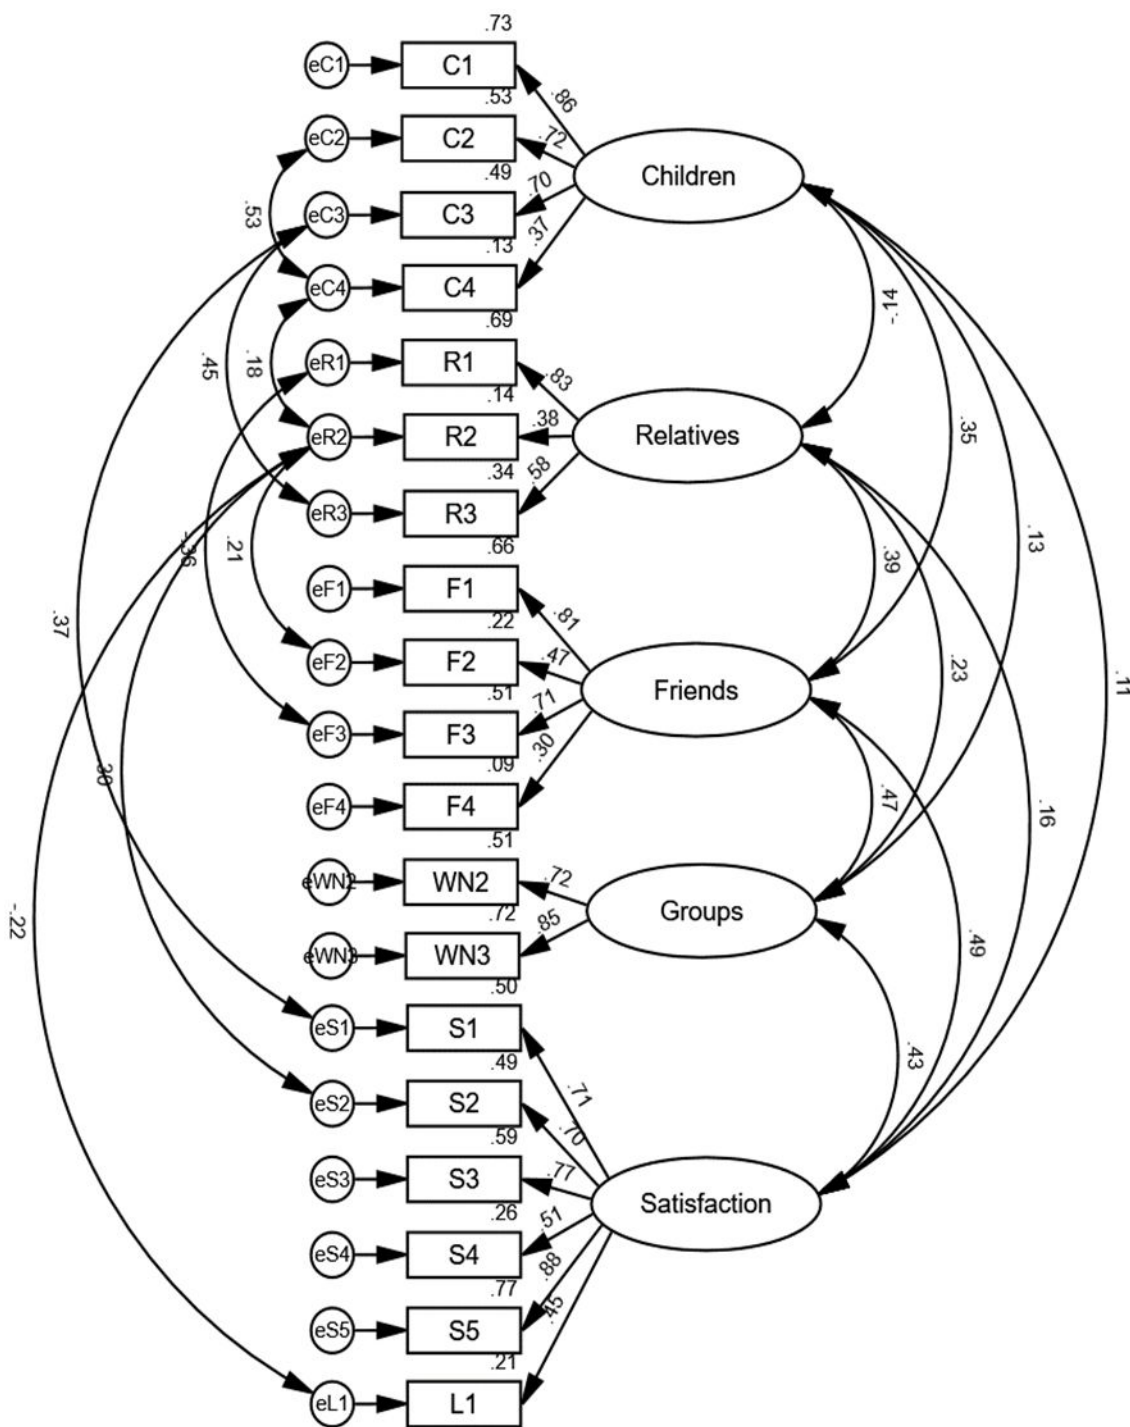 .73
eC1 C1 .86
.53
eC2 C2 .72 Children
.49
eC3 C3 .70
.53
.13 .37
eC4 C4
-.14
.69
.18
.45
eR1 R1 .83
.14
.35
eR2 R2 .38 Relatives
.34 .58
eR3 R3
.66
-.36
.21
.39
.13
eF1 F1
.22 .81
.37
eF2 F2 .47 Friends
.51 .71
.23
.11
eF3 F3
.09 .30
.30
eF4 F4
.47
.16
.51
eWN2 WN2 .72
.72
-.22
Groups
.85
eWN3 WN3
.49
.50
eS1 S1
.49
.43
.71
eS2 S2
.59 .70
eS3 S3 .77 Satisfaction
.26 .51
eS4 S4
.77 .88
eS5 S5 .45
.21
eL1 L1